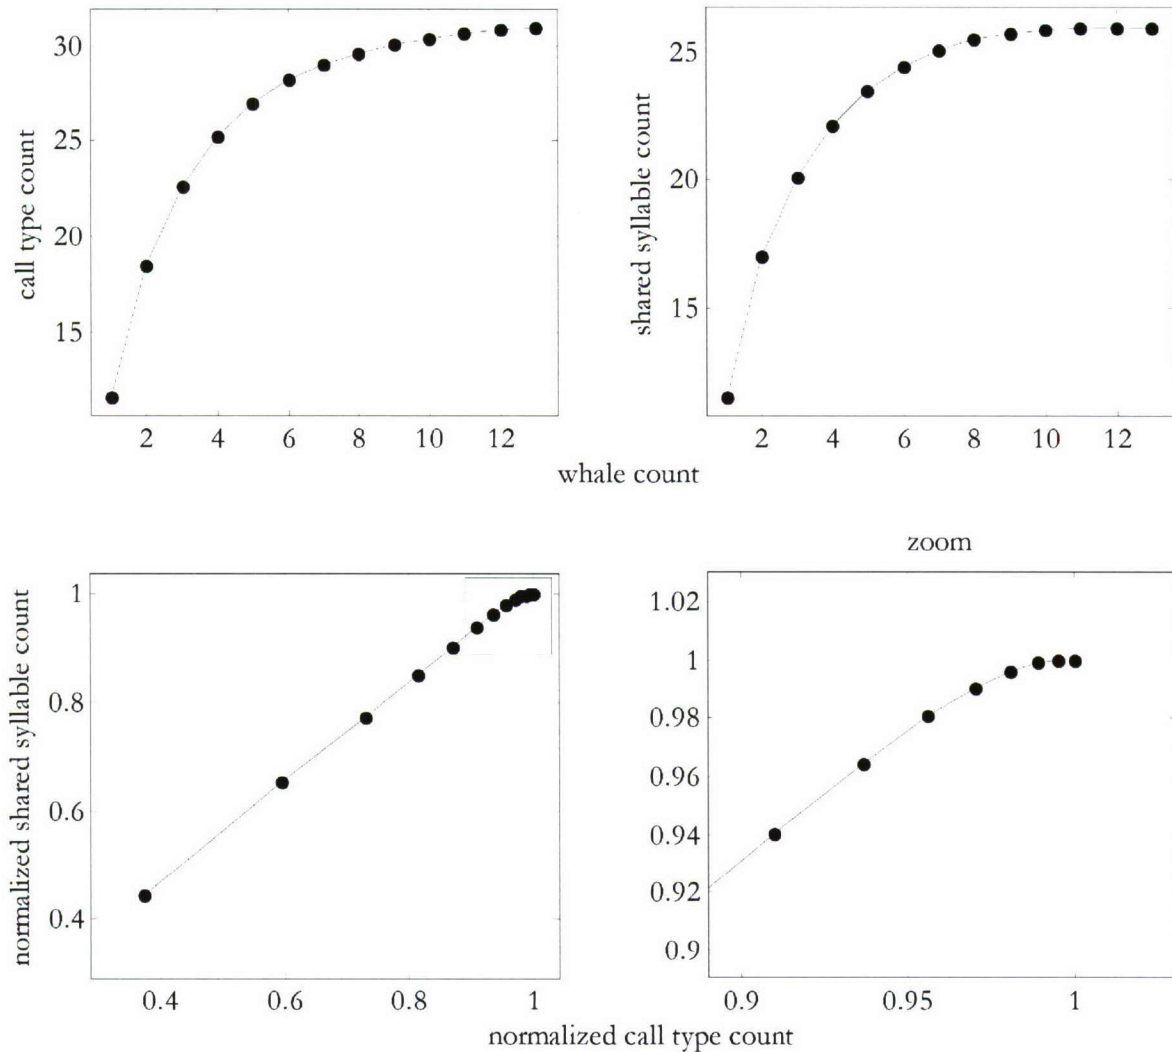 30
25
20
15
call type count
2 4 6 8 10 12
25
20
15
shared syllable count
2 4 6 8 10 12
whale count
1
0.8
0.6
0.4
normalized shared syllable count
0.4 0.6 0.8 1
zoom
1.02
1
0.98
0.96
0.94
0.92
0.9
0.9 0.95 1
normalized call type count